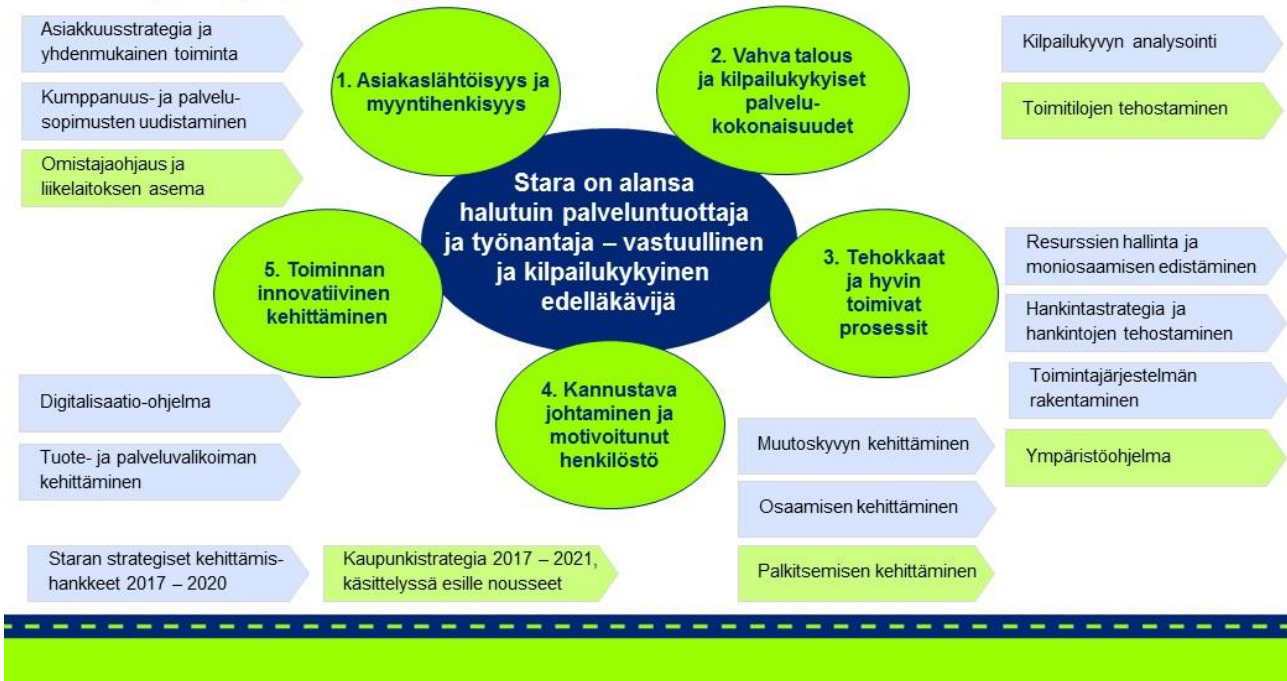 Asiakkuusstrategia ja
yhdenmukainen toiminta
Kumppanuus- ja palvelu-
sopimusten uudistaminen
Omistajaohjaus ja
liikelaitoksen asema
1. Asiakaslähtöisyys ja
myyntihenkisyys
2. Vahva talous
ja kilpailukykyiset
palvelu-
kokonaisuudet
Kilpailukyvyn analysointi
Toimitilojen tehostaminen
Stara on alansa
halutuin palveluntuottaja
ja työnantaja – vastuullinen
ja kilpailukykyinen
edelläkävijä
5. Toiminnan
innovatiivinen
kehittäminen
3. Tehokkaat
ja hyvin
toimivat
prosessit
Resurssien hallinta ja
moniosaamisen edistäminen
Hankintastrategia ja
hankintojen tehostaminen
Toimintajärjestelmän
rakentaminen
Ympäristöohjelma
4. Kannustava
johtaminen ja
motivoitunut
henkilöstö
Digitalisaatio-ohjelma
Tuote- ja palveluvalikoiman
kehittäminen
Muutoskyvyn kehittäminen
Osaamisen kehittäminen
Palkitsemisen kehittäminen
Staran strategiset kehittämis-
hankkeet 2017 – 2020
Kaupunkistrategia 2017 – 2021,
käsittelyssä esille nousseet